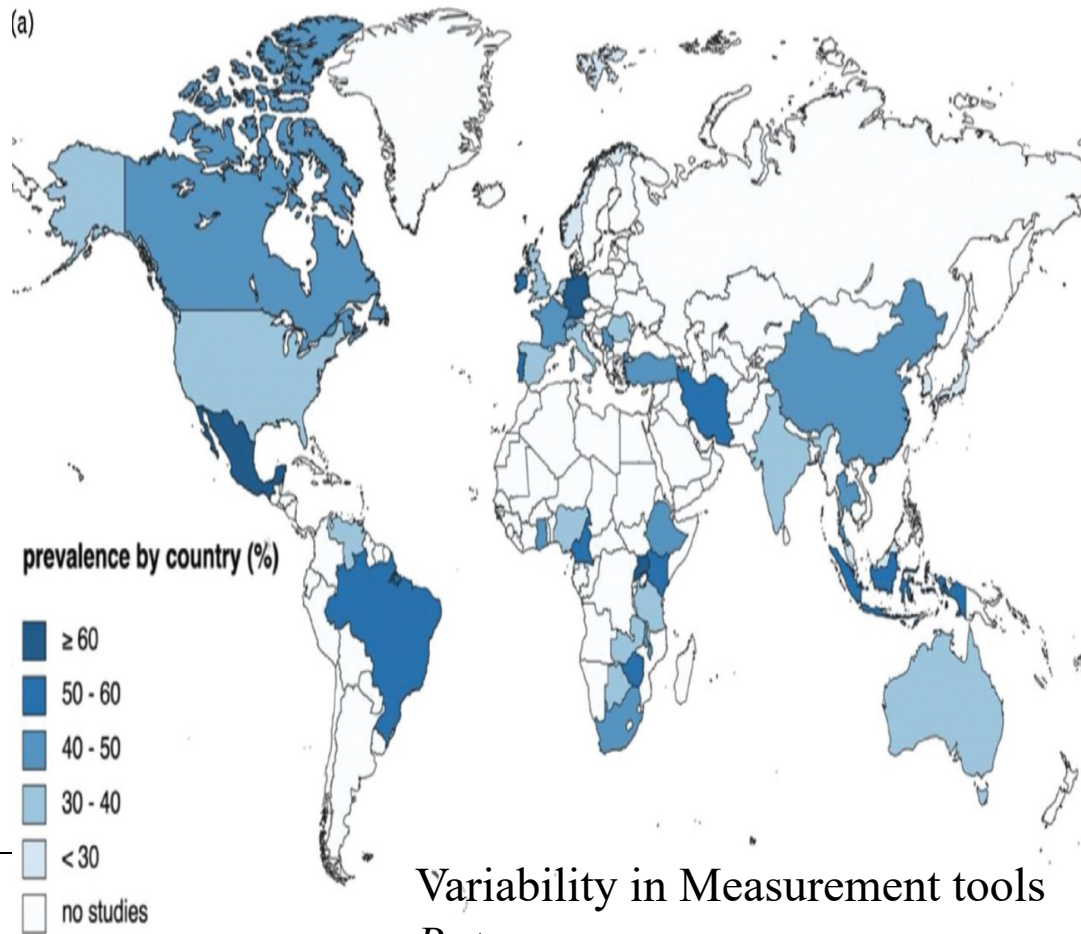 (a)
prevalence by country (%)
≥ 60
50 - 60
40 - 50
30 - 40
< 30
no studies
Variability in Measurement tools